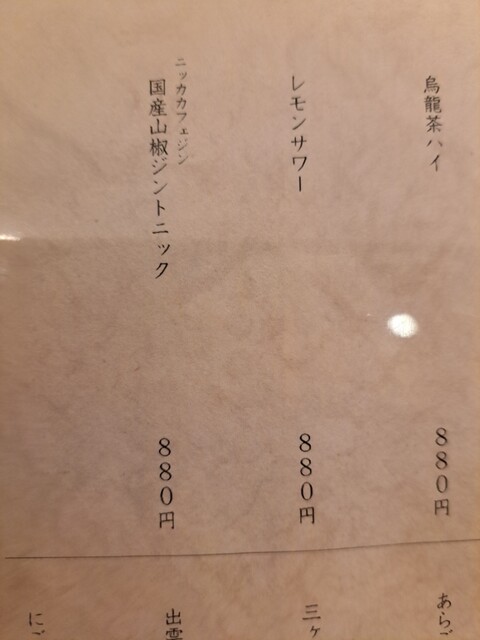 烏龍茶ハイ
880円
レモンサワー
880円
ニッカカフェジン
国産山椒ジントニック
880円
あらご
三ケ
出雲
にご